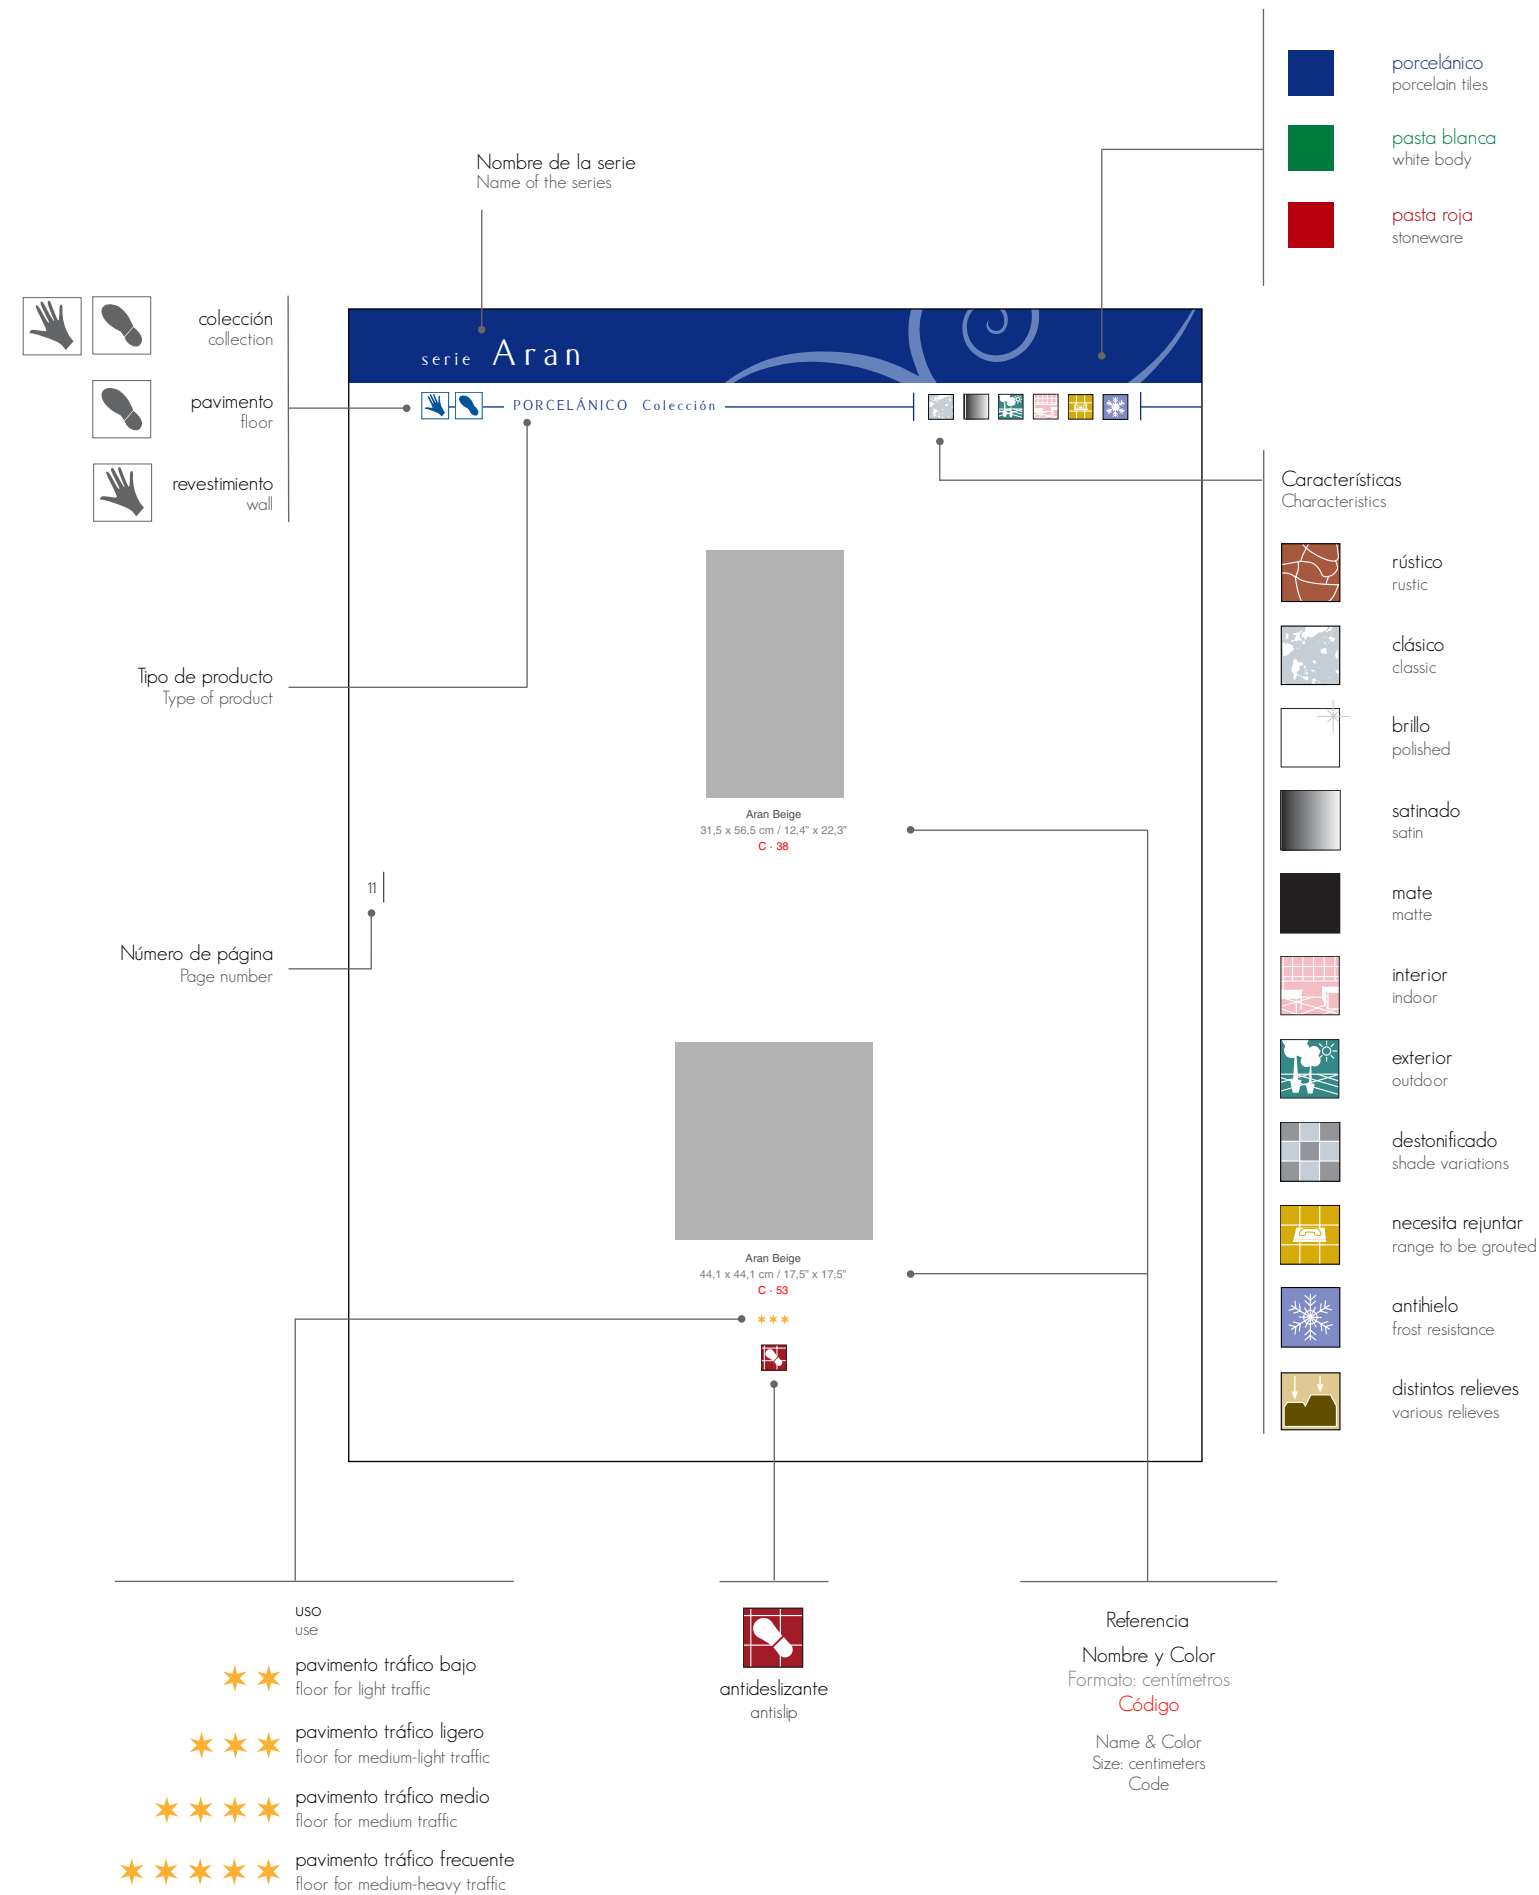 porcelánico
porcelain tiles
pasta blanca
white body
pasta roja
stoneware
Nombre de la serie
Name of the series
colección
collection
pavimento
floor
revestimiento
wall
serie Aran
PORCELÁNICO Colección
Tipo de producto
Type of product
Número de página
Page number
11
Aran Beige
31,5 x 56,5 cm / 12,4” x 22,3”
C · 38
Aran Beige
44,1 x 44,1 cm / 17,5” x 17,5”
C · 53
Características
Characteristics
rústico
rustic
clásico
classic
brillo
polished
satinado
satin
mate
matte
interior
indoor
exterior
outdoor
destonificado
shade variations
necesita rejuntar
range to be grouted
antihielo
frost resistance
distintos relieves
various relieves
uso
use
pavimento tráfico bajo
floor for light traffic
pavimento tráfico ligero
floor for medium-light traffic
pavimento tráfico medio
floor for medium traffic
pavimento tráfico frecuente
floor for medium-heavy traffic
antideslizante
antislip
Referencia
Nombre y Color
Formato: centímetros
Código
Name & Color
Size: centimeters
Code